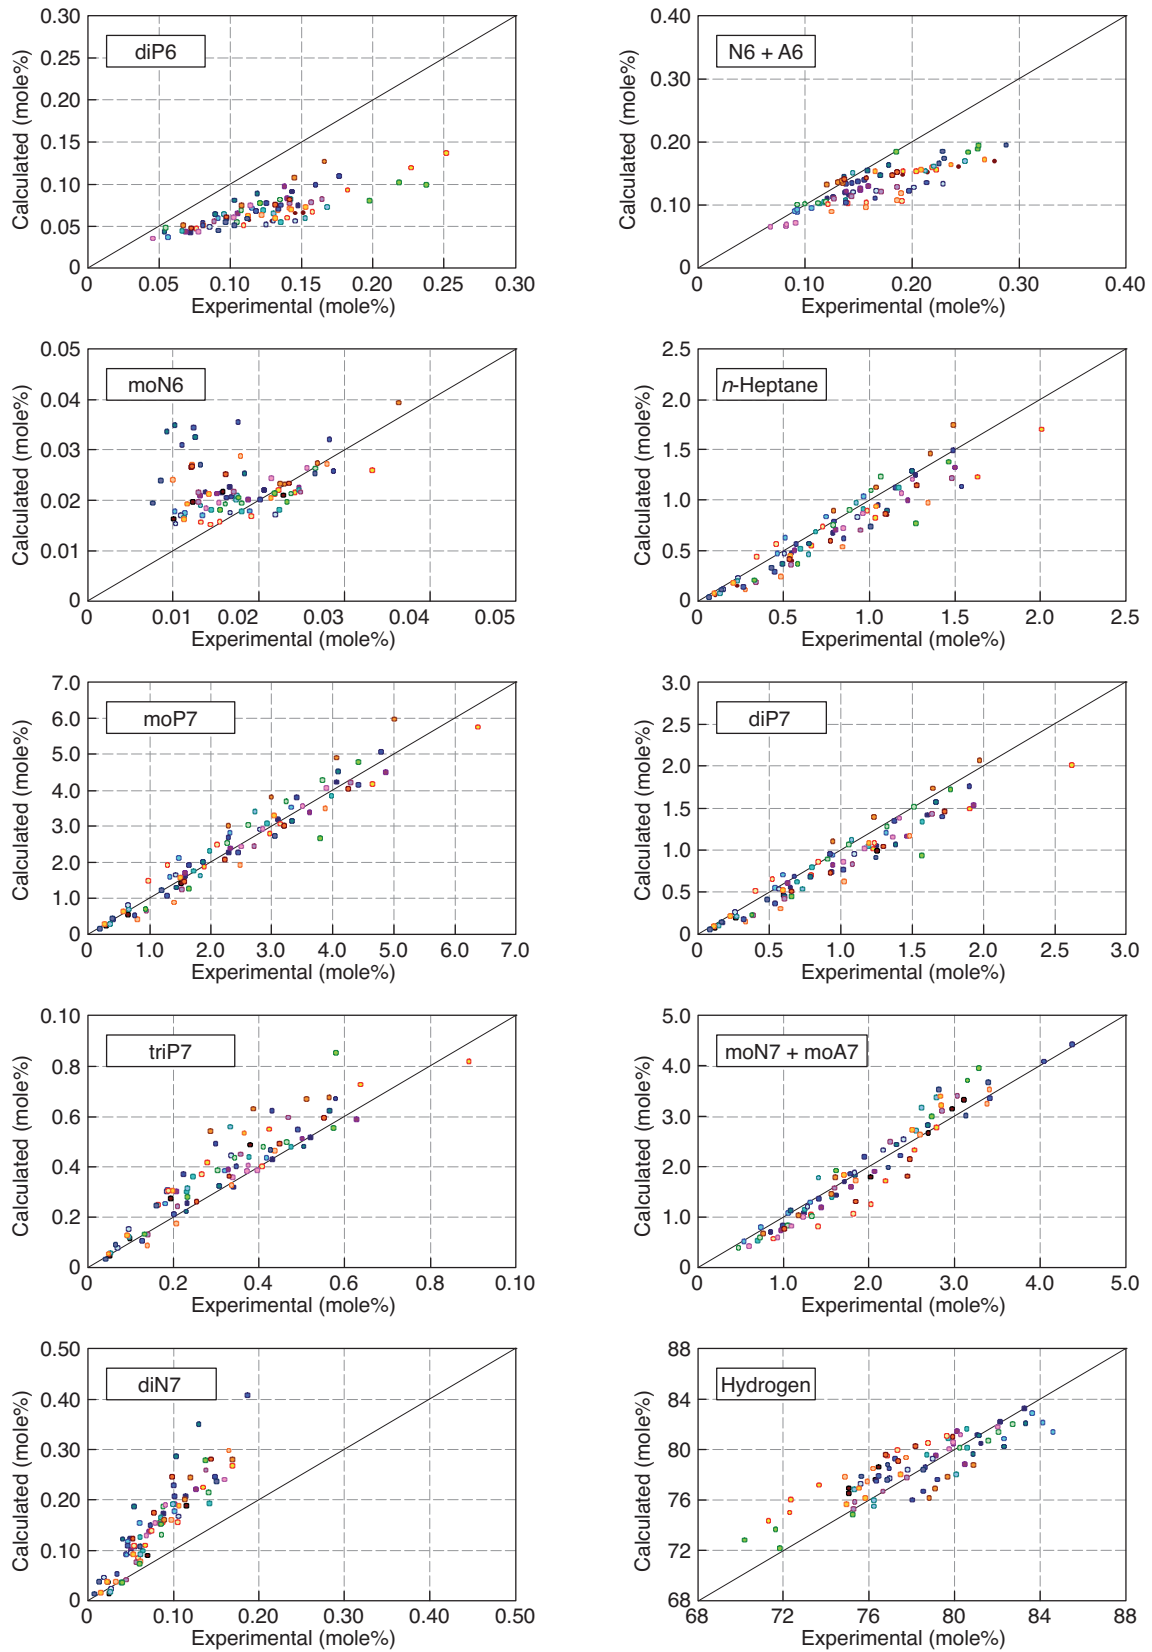 0.30
0.25
0.20
0.15
0.10
0.05
0
diP6
Calculated (mole%)
0 0.05 0.10 0.15 0.20 0.25 0.30
Experimental (mole%)
0.40
0.30
0.20
0.10
0
N6 + A6
Calculated (mole%)
0 0.10 0.20 0.30 0.40
Experimental (mole%)
0.05
0.04
0.03
0.02
0.01
0
moN6
Calculated (mole%)
0 0.01 0.02 0.03 0.04 0.05
Experimental (mole%)
2.5
2.0
1.5
1.0
0.5
0
n-Heptane
Calculated (mole%)
0 0.5 1.0 1.5 2.0 2.5
Experimental (mole%)
7.0
6.0
5.0
4.0
3.0
2.0
1.0
0
moP7
Calculated (mole%)
0 1.0 2.0 3.0 4.0 5.0 6.0 7.0
Experimental (mole%)
3.0
2.5
2.0
1.5
1.0
0.5
0
diP7
Calculated (mole%)
0 0.5 1.0 1.5 2.0 2.5 3.0
Experimental (mole%)
0.10
0.8
0.6
0.4
0.2
0
triP7
Calculated (mole%)
0 0.2 0.4 0.6 0.8 0.10
Experimental (mole%)
5.0
4.0
3.0
2.0
1.0
0
moN7 + moA7
Calculated (mole%)
0 1.0 2.0 3.0 4.0 5.0
Experimental (mole%)
0.50
0.40
0.30
0.20
0.10
0
diN7
Calculated (mole%)
0 0.10 0.20 0.30 0.40 0.50
Experimental (mole%)
88
84
80
76
72
68
Hydrogen
Calculated (mole%)
68 72 76 80 84 88
Experimental (mole%)